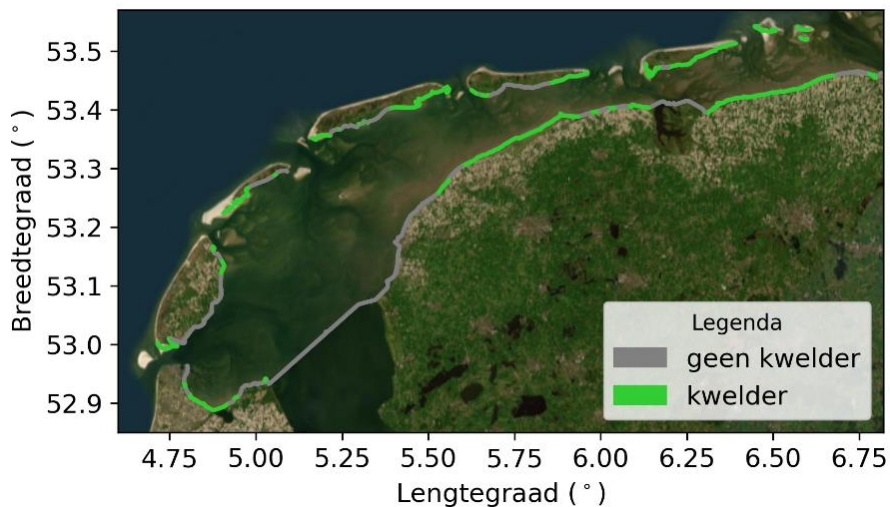 53.5
53.4
53.3
53.2
53.1
53.0
52.9
Breedtegraad (°)
4.75 5.00 5.25 5.50 5.75 6.00 6.25 6.50 6.75
Lengtegraad (°)
Legenda
geen kwelder
kwelder